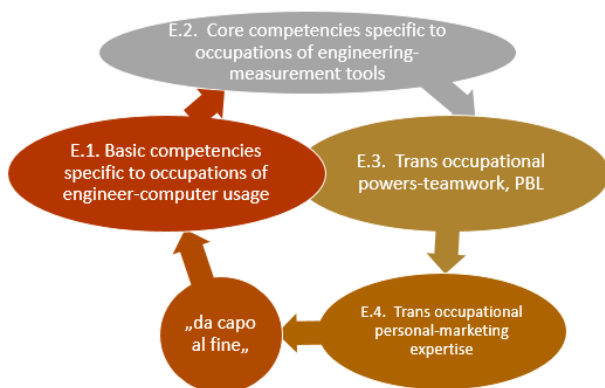 E.2.  Core competencies specific to
occupations of engineering-
measurement tools
E.1. Basic competencies
specific to occupations of
engineer-computer usage
E.3.  Trans occupational
powers-teamwork, PBL
E.4.  Trans occupational
personal-marketing
expertise
„da capo
al fine„